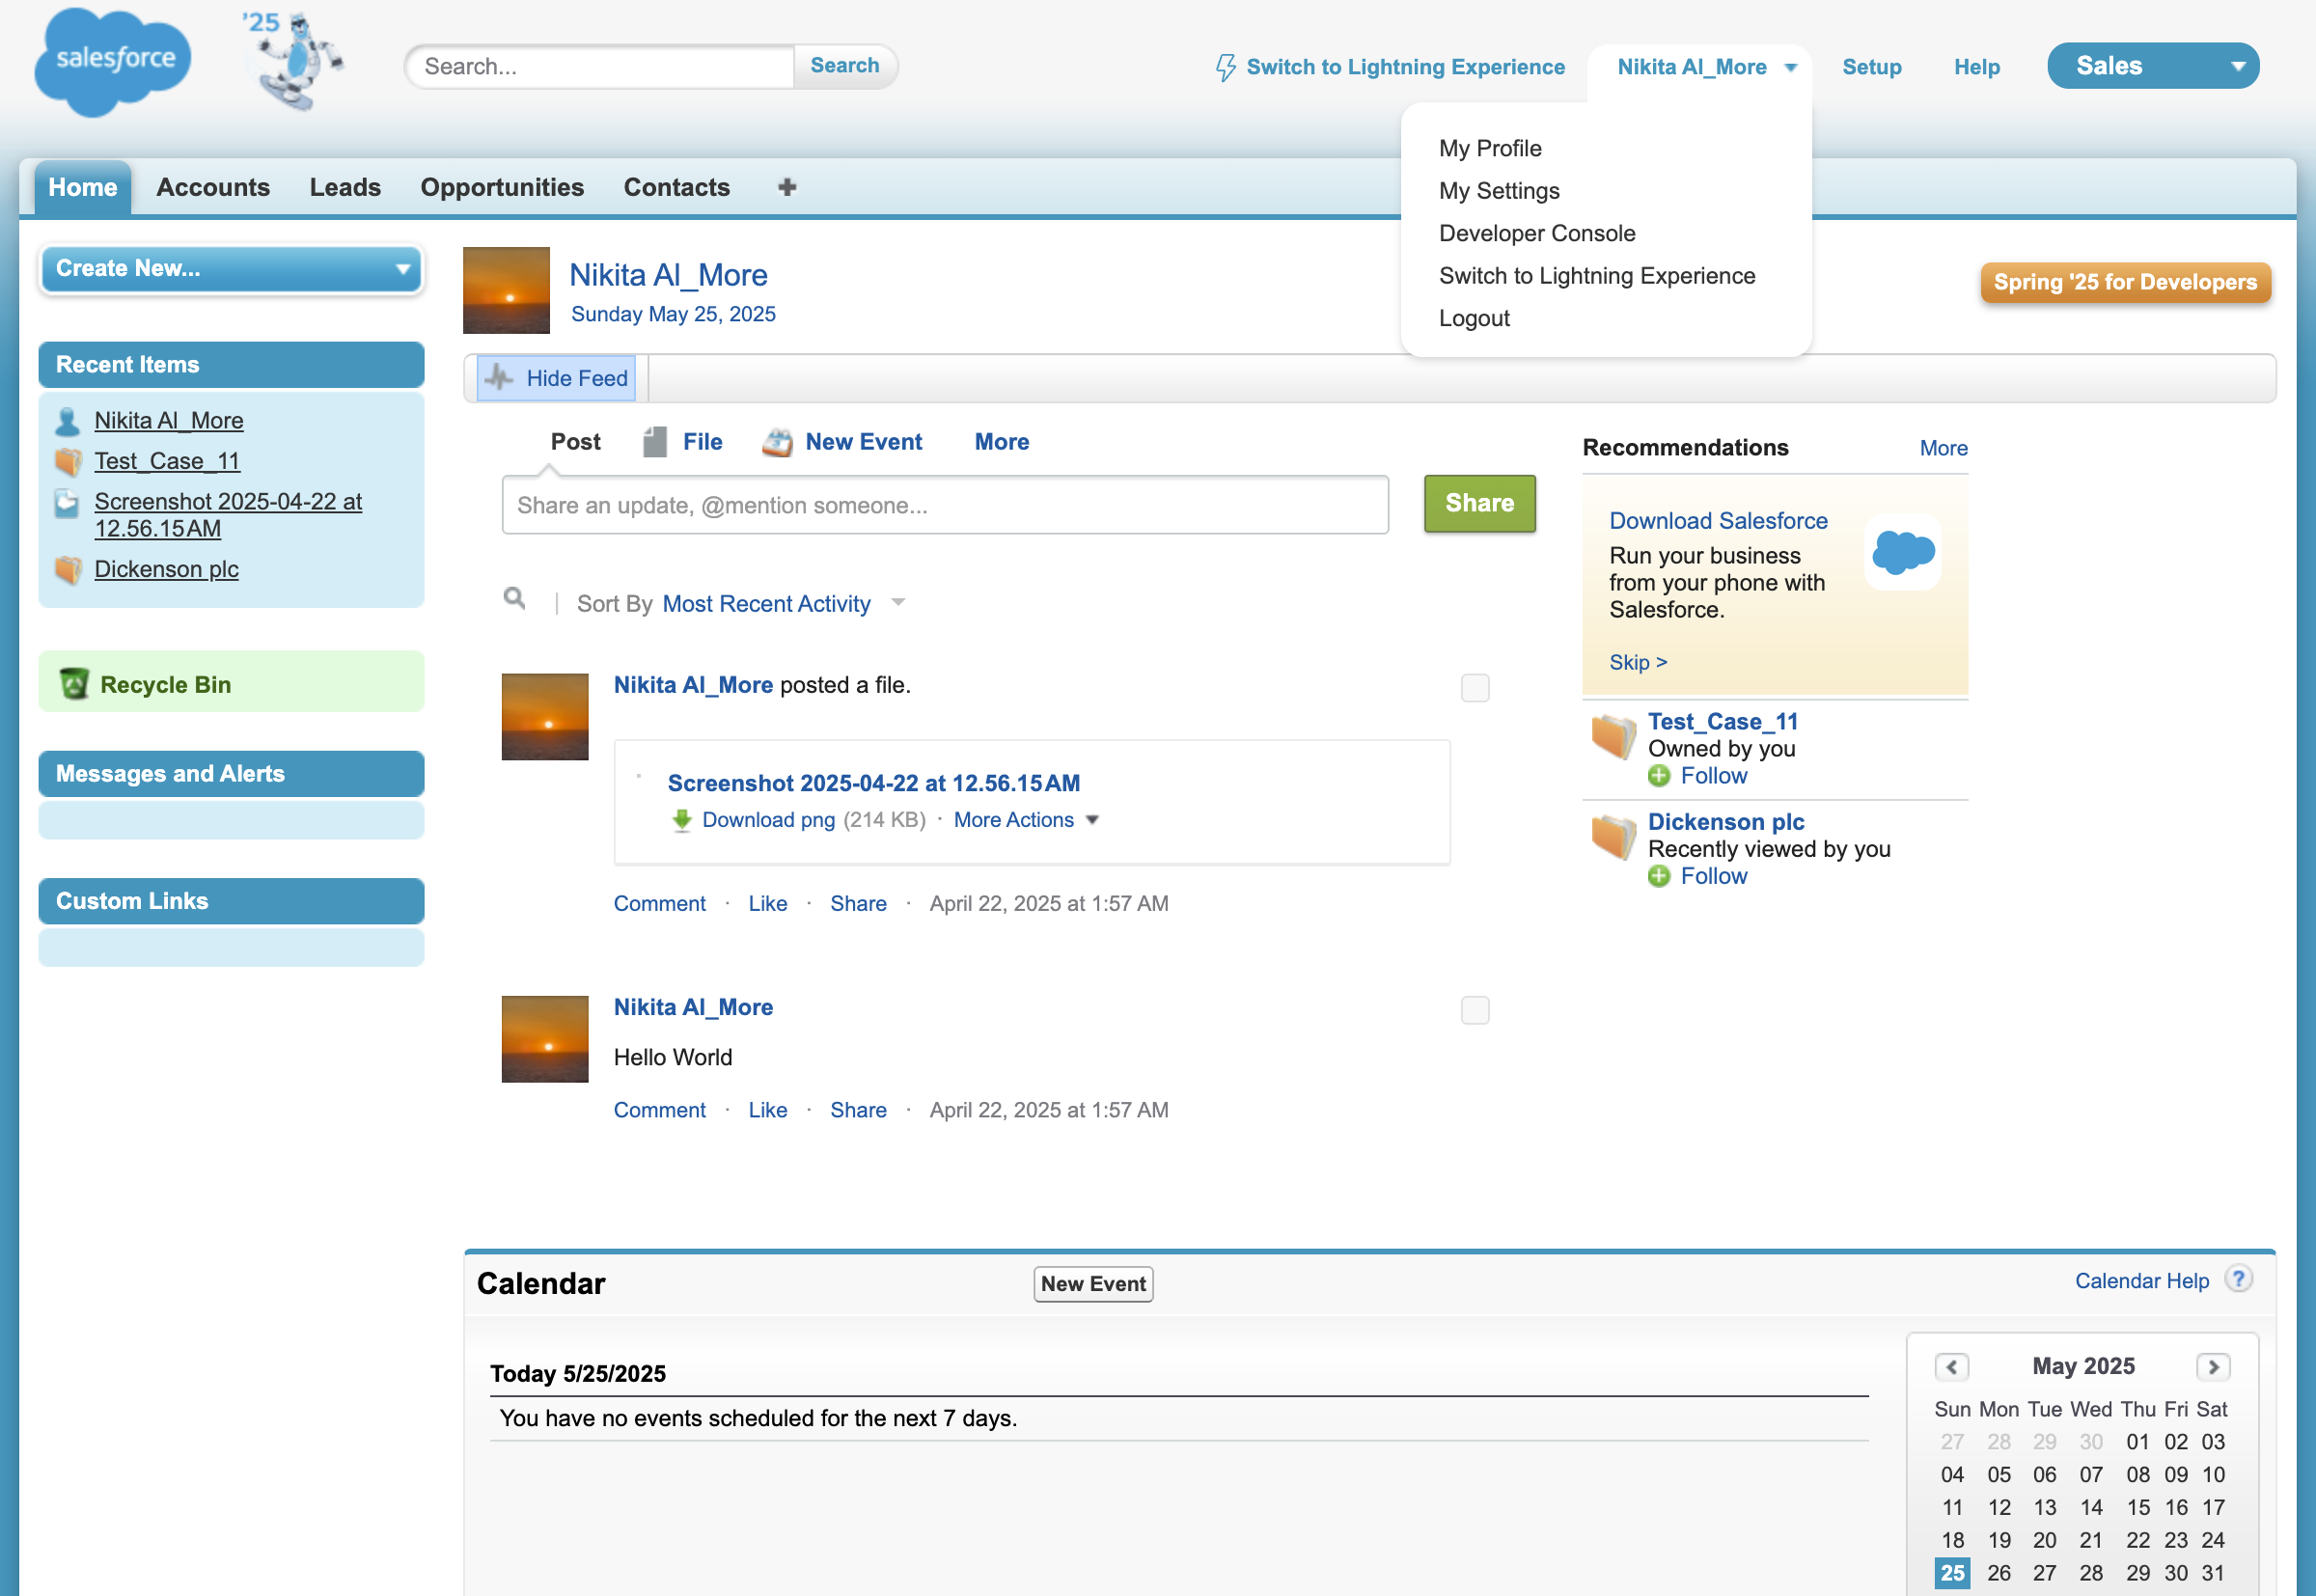 salesforce
'25
Search...
Search
Switch to Lightning Experience
Nikita Al_More
Setup
Help
Sales
My Profile
My Settings
Developer Console
Switch to Lightning Experience
Logout
Home
Accounts
Leads
Opportunities
Contacts
Create New...
Recent Items
Nikita Al_More
Test_Case_11
Screenshot 2025-04-22 at
12.56.15 AM
Dickenson plc
Recycle Bin
Messages and Alerts
Custom Links
Nikita Al_More
Sunday May 25, 2025
Spring '25 for Developers
Hide Feed
Post
File
New Event
More
Share an update, @mention someone...
Share
Sort By Most Recent Activity
Nikita Al_More posted a file.
Screenshot 2025-04-22 at 12.56.15 AM
Download png (214 KB) · More Actions
Comment · Like · Share · April 22, 2025 at 1:57 AM
Nikita Al_More
Hello World
Comment · Like · Share · April 22, 2025 at 1:57 AM
Recommendations
More
Download Salesforce
Run your business
from your phone with
Salesforce.
Skip >
Test_Case_11
Owned by you
Follow
Dickenson plc
Recently viewed by you
Follow
Calendar
New Event
Calendar Help ?
Today 5/25/2025
You have no events scheduled for the next 7 days.
May 2025
Sun Mon Tue Wed Thu Fri Sat
27 28 29 30 01 02 03
04 05 06 07 08 09 10
11 12 13 14 15 16 17
18 19 20 21 22 23 24
25 26 27 28 29 30 31